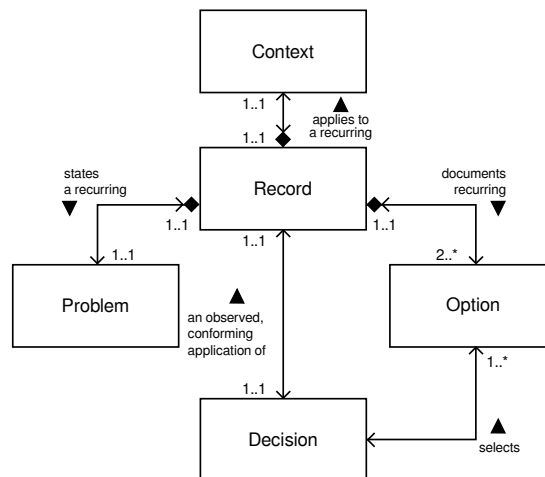 Context
1..1
applies to
a recurring
1..1
states
a recurring
Record
documents
recurring
1..1
1..1
1..1
1..1
2..*
Problem
Option
an observed,
conforming
application of
1..*
1..1
Decision
selects